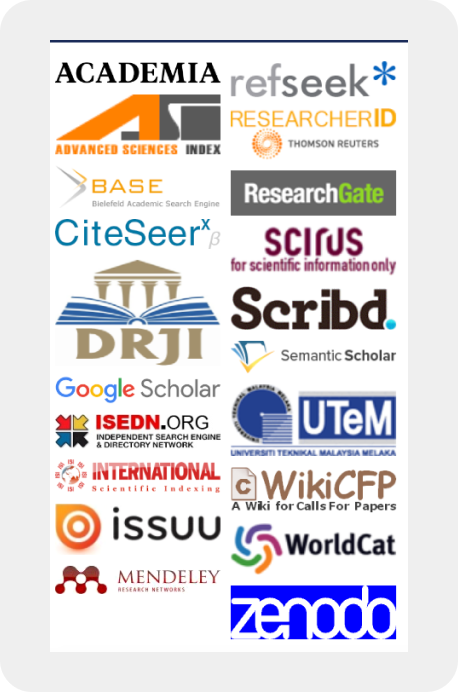 ACADEMIA
ASI
ADVANCED SCIENCES INDEX
BASE
Bielefeld Academic Search Engine
CiteSeerxβ
DRJI
Google Scholar
ISEDN.ORG
INDEPENDENT SEARCH ENGINE
& DIRECTORY NETWORK
INTERNATIONAL
Scientific Indexing
issuu
MENDELEY
RESEARCH NETWORKS
refseek*
RESEARCHERID
THOMSON REUTERS
ResearchGate
SCIRUS
for scientific information only
Scribd.
Semantic Scholar
UTeM
UNIVERSITI TEKNIKAL MALAYSIA MELAKA
C
WikiCFP
A Wiki for Calls For Papers
WorldCat
zenodo